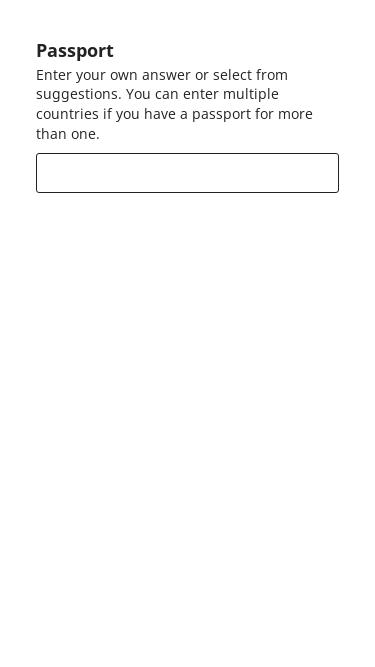 Passport
Enter your own answer or select from
suggestions. You can enter multiple
countries if you have a passport for more
than one.